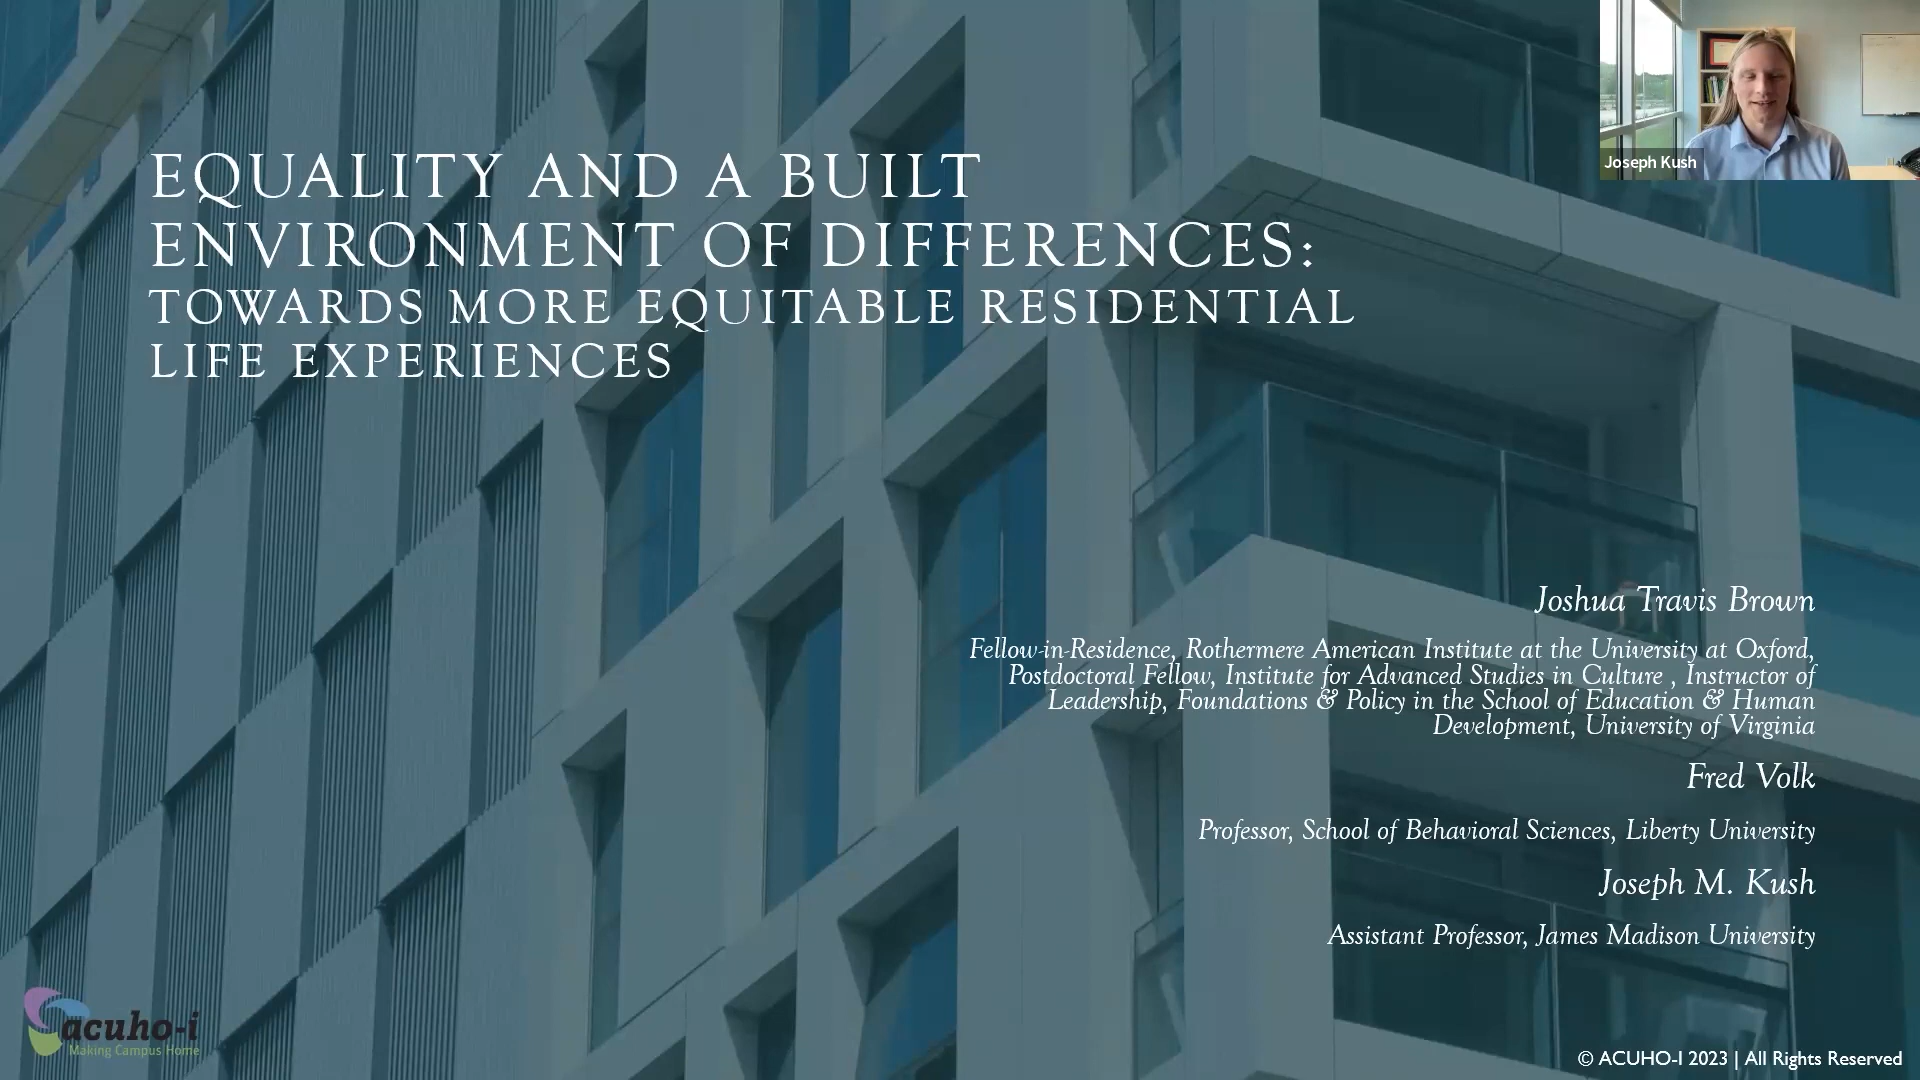 Joseph Kush
EQUALITY AND A BUILT
ENVIRONMENT OF DIFFERENCES:
TOWARDS MORE EQUITABLE RESIDENTIAL
LIFE EXPERIENCES
Joshua Travis Brown
Fellow-in-Residence, Rothermere American Institute at the University at Oxford,
Postdoctoral Fellow, Institute for Advanced Studies in Culture , Instructor of
Leadership, Foundations & Policy in the School of Education & Human
Development, University of Virginia
Fred Volk
Professor, School of Behavioral Sciences, Liberty University
Joseph M. Kush
Assistant Professor, James Madison University
acuho-i
Making Campus Home
© ACUHO-I 2023 | All Rights Reserved